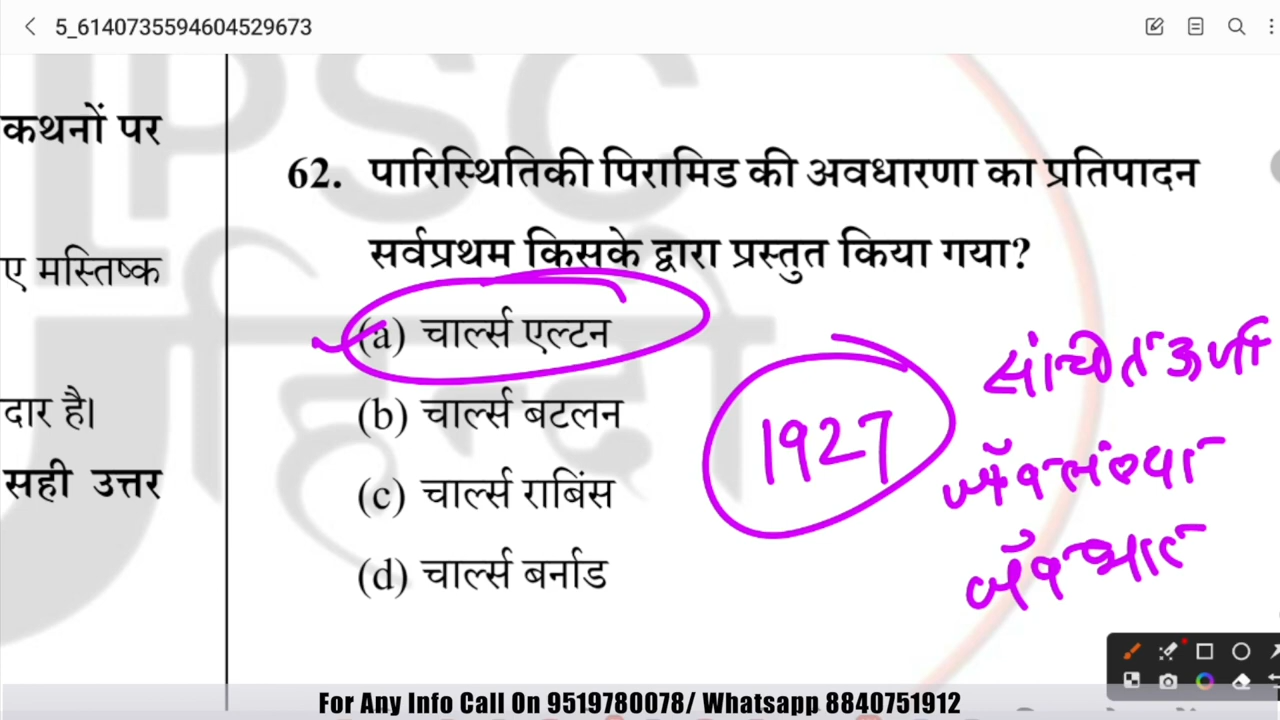 5_6140735594604529673
कथनों पर
ए मस्तिष्क
दार है।
सही उत्तर
62. पारिस्थितिकी पिरामिड की अवधारणा का प्रतिपादन
सर्वप्रथम किसके द्वारा प्रस्तुत किया गया?
(a) चार्ल्स एल्टन
(b) चार्ल्स बटलन
(c) चार्ल्स राबिंस
(d) चार्ल्स बर्नाड
1927
संचित ऊर्जा
जैव संख्या
जैव भार
For Any Info Call On 9519780078/ Whatsapp 8840751912